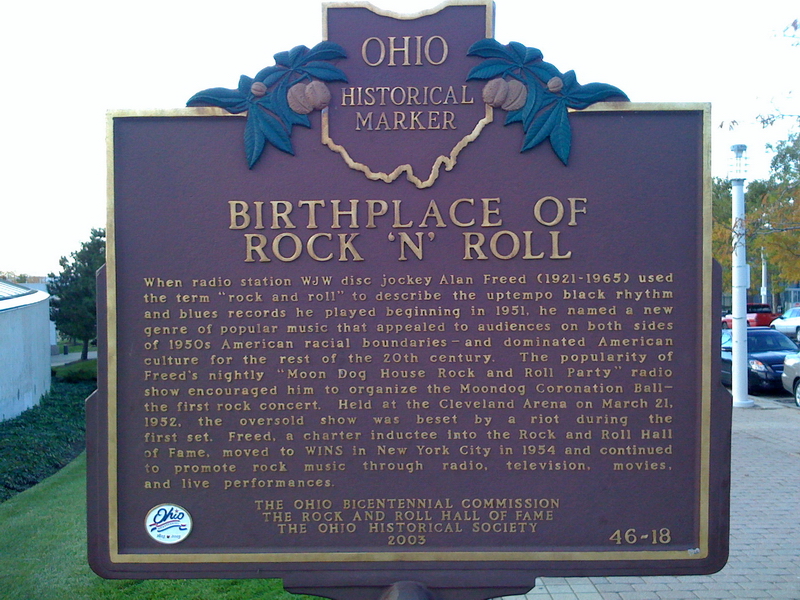 OHIO
HISTORICAL
MARKER
BIRTHPLACE OF
ROCK 'N' ROLL
When radio station WJW disc jockey Alan Freed (1921-1965) used
the term "rock and roll" to describe the uptempo black rhythm
and blues records he played beginning in 1951, he named a new
genre of popular music that appealed to audiences on both sides
of 1950s American racial boundaries—and dominated American
culture for the rest of the 20th century. The popularity of
Freed's nightly "Moon Dog House Rock and Roll Party" radio
show encouraged him to organize the Moondog Coronation Ball—
the first rock concert. Held at the Cleveland Arena on March 21,
1952, the oversold show was beset by a riot during the
first set. Freed, a charter inductee into the Rock and Roll Hall
of Fame, moved to WINS in New York City in 1954 and continued
to promote rock music through radio, television, movies,
and live performances.
THE OHIO BICENTENNIAL COMMISSION
THE ROCK AND ROLL HALL OF FAME
THE OHIO HISTORICAL SOCIETY
2003
46-18
Ohio